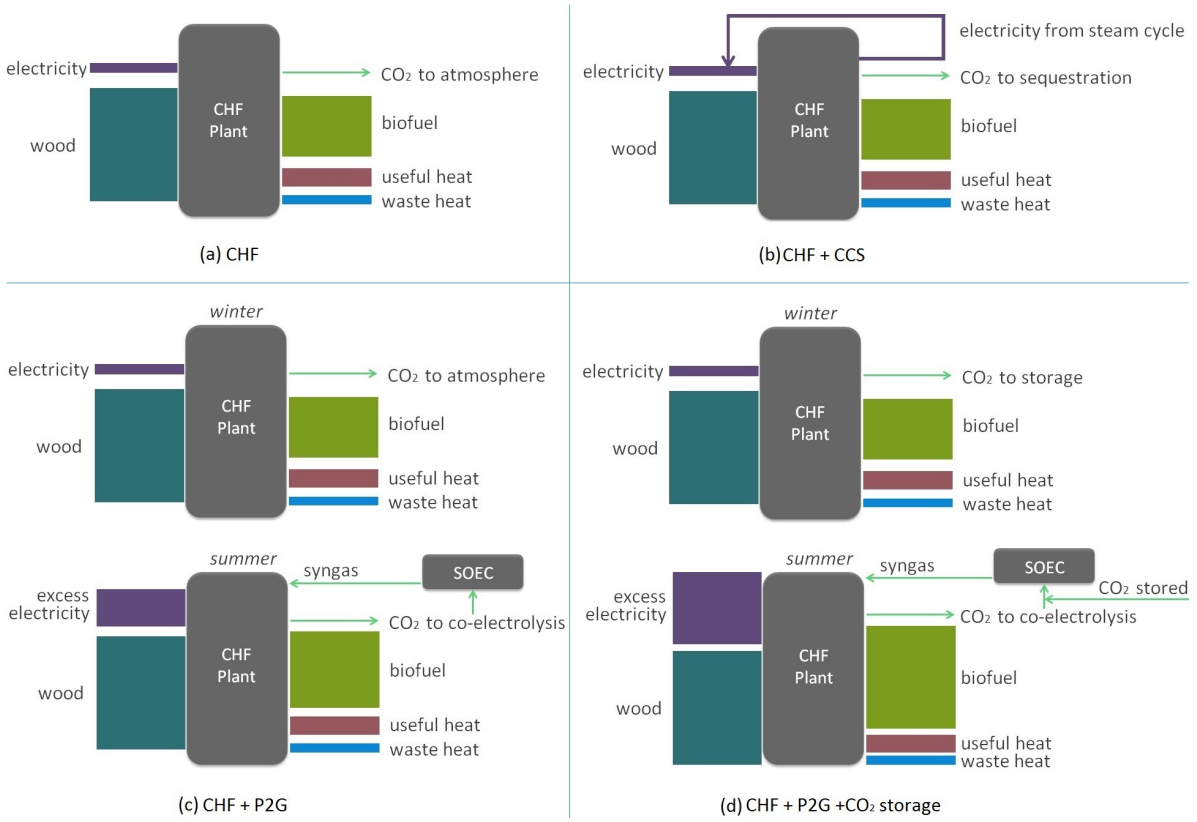 electricity
wood
CHF
Plant
CO₂ to atmosphere
biofuel
useful heat
waste heat
(a) CHF
electricity from steam cycle
electricity
wood
CHF
Plant
CO₂ to sequestration
biofuel
useful heat
waste heat
(b) CHF + CCS
winter
electricity
wood
CHF
Plant
CO₂ to atmosphere
biofuel
useful heat
waste heat
summer
excess
electricity
wood
CHF
Plant
syngas
SOEC
CO₂ to co-electrolysis
biofuel
useful heat
waste heat
(c) CHF + P2G
winter
electricity
wood
CHF
Plant
CO₂ to storage
biofuel
useful heat
waste heat
summer
excess
electricity
wood
CHF
Plant
syngas
SOEC
CO₂ stored
CO₂ to co-electrolysis
biofuel
useful heat
waste heat
(d) CHF + P2G +CO₂ storage